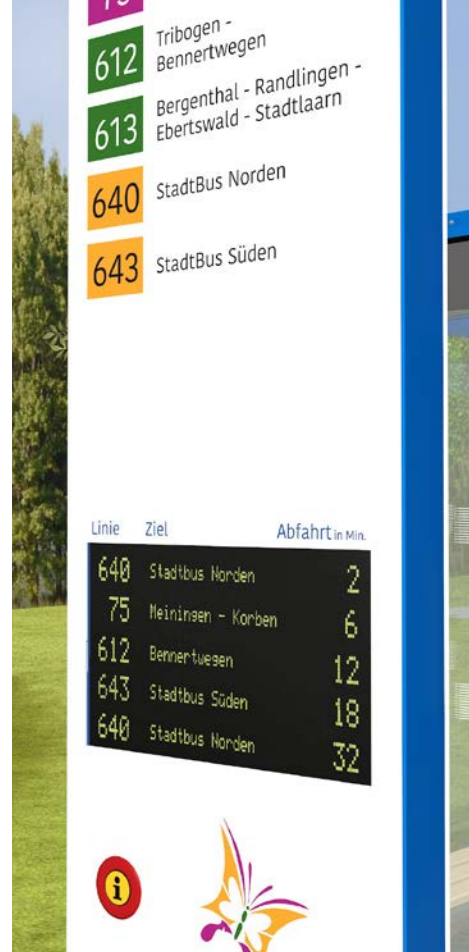 75
612 Tribogen -
Bennertwegen
613 Bergenthal - Randlingen -
Ebertswald - Stadtlaarn
640 StadtBus Norden
643 StadtBus Süden
Linie Ziel Abfahrt in Min.
640 Stadtbus Norden 2
75 Meiningen - Korben 6
612 Bennertwegen 12
643 Stadtbus Süden 18
640 Stadtbus Norden 32
i